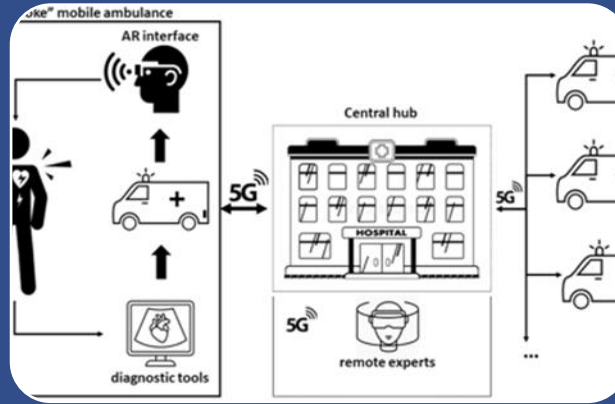 oke" mobile ambulance
AR interface
Central hub
5G
5G
HOSPITAL
5G
remote experts
diagnostic tools
...